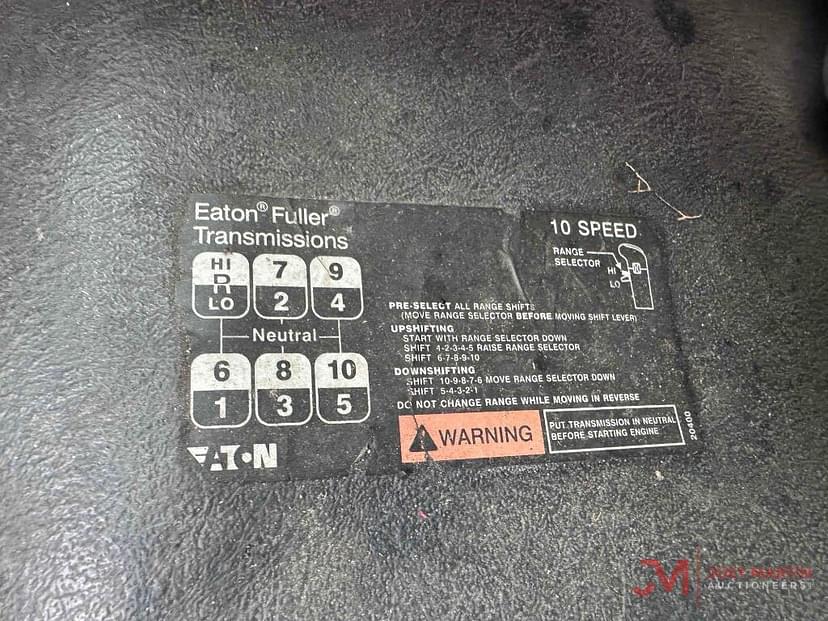 Eaton® Fuller®
Transmissions
10 SPEED
RANGE
SELECTOR
HI
LO
HI
R
LO
7
2
9
4
Neutral
6
1
8
3
10
5
PRE-SELECT ALL RANGE SHIFTS
(MOVE RANGE SELECTOR BEFORE MOVING SHIFT LEVER)
UPSHIFTING
START WITH RANGE SELECTOR DOWN
SHIFT 1-2-3-4-5 RAISE RANGE SELECTOR
SHIFT 6-7-8-9-10
DOWNSHIFTING
SHIFT 10-9-8-7-6 MOVE RANGE SELECTOR DOWN
SHIFT 5-4-3-2-1
DO NOT CHANGE RANGE WHILE MOVING IN REVERSE
WARNING
PUT TRANSMISSION IN NEUTRAL
BEFORE STARTING ENGINE
20400
EATON
JM
JOEY MARTIN
AUCTIONEERS